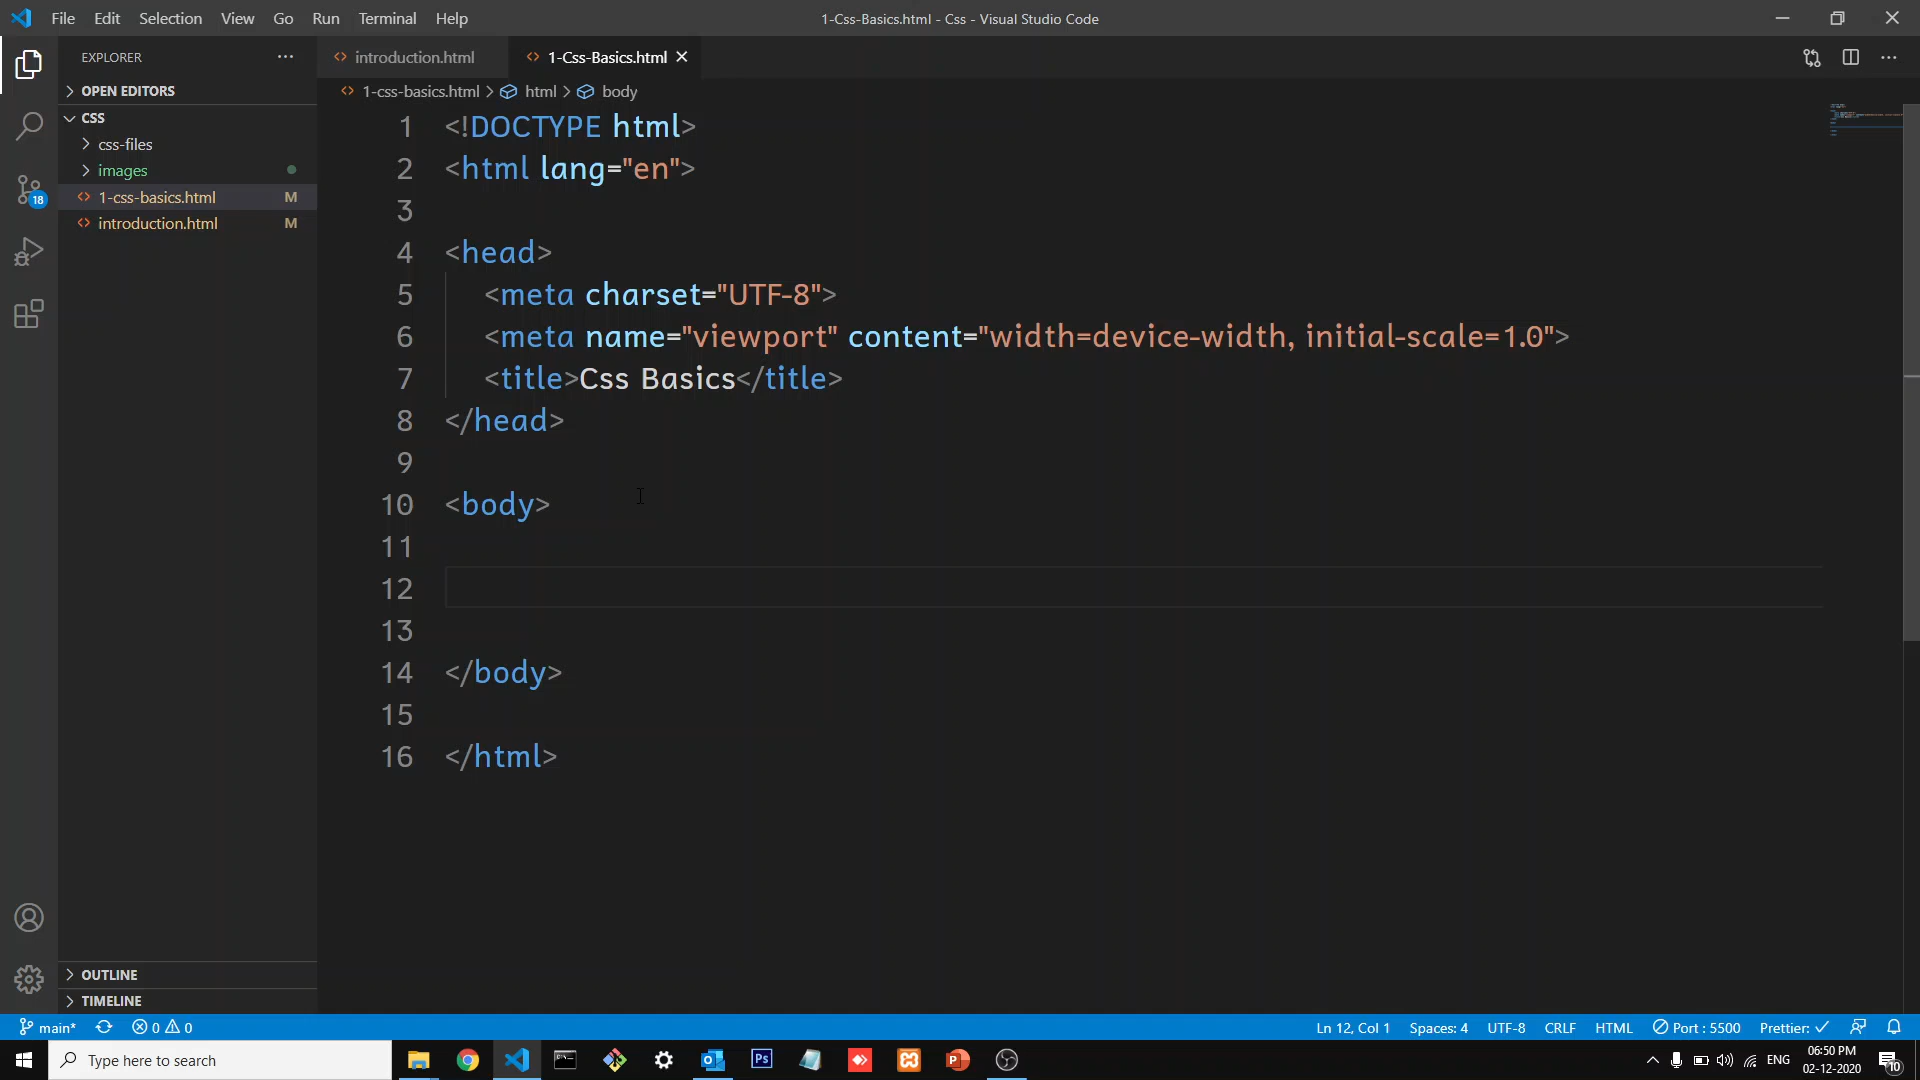 File Edit Selection View Go Run Terminal Help
1-Css-Basics.html - Css - Visual Studio Code
EXPLORER
introduction.html
1-Css-Basics.html
OPEN EDITORS
1-css-basics.html > html > body
CSS
css-files
images
1-css-basics.html M
introduction.html M
18
1 <!DOCTYPE html>
2 <html lang="en">
3
4 <head>
5 <meta charset="UTF-8">
6 <meta name="viewport" content="width=device-width, initial-scale=1.0">
7 <title>Css Basics</title>
8 </head>
9
10 <body>
11
12
13
14 </body>
15
16 </html>
OUTLINE
TIMELINE
main* 0 0 Ln 12, Col 1 Spaces: 4 UTF-8 CRLF HTML Port : 5500 Prettier: ✓
Type here to search
Ps
ENG
06:50 PM
02-12-2020
10